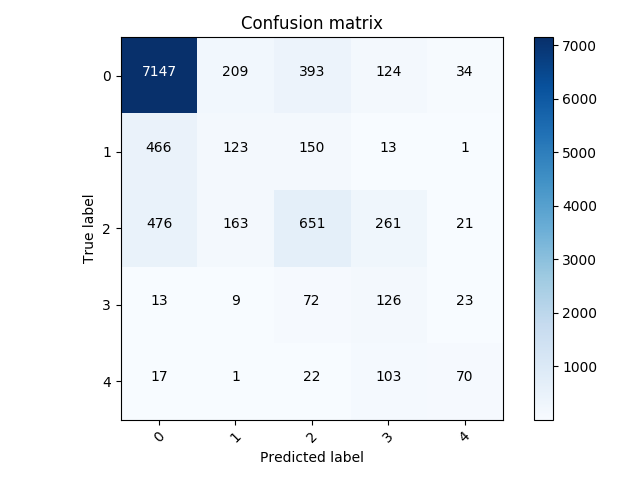 Confusion matrix
0 7147 209 393 124 34
1 466 123 150 13 1
2 476 163 651 261 21
3 13 9 72 126 23
4 17 1 22 103 70
0 1 2 3 4
True label
Predicted label
7000
6000
5000
4000
3000
2000
1000